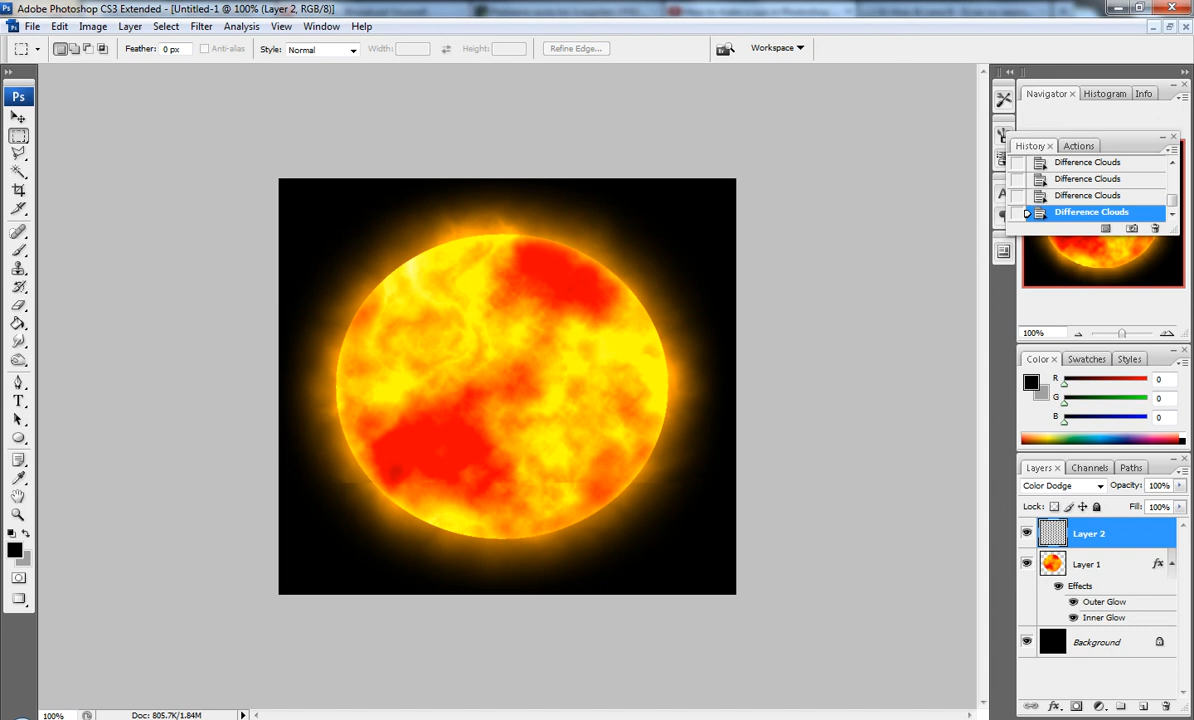 Adobe Photoshop CS3 Extended - [Untitled-1 @ 100% (Layer 2, RGB/8)]
Ps File Edit Image Layer Select Filter Analysis View Window Help
Feather: 0 px Anti-alias Style: Normal Width: Height: Refine Edge... Workspace
Ps
T
Navigator Histogram Info
History Actions
Difference Clouds
Difference Clouds
Difference Clouds
Difference Clouds
100%
Color Swatches Styles
R 0
G 0
B 0
Layers Channels Paths
Color Dodge Opacity: 100%
Lock: Fill: 100%
Layer 2
Layer 1 fx
Effects
Outer Glow
Inner Glow
Background
fx
100% Doc: 805.7K/1.84M